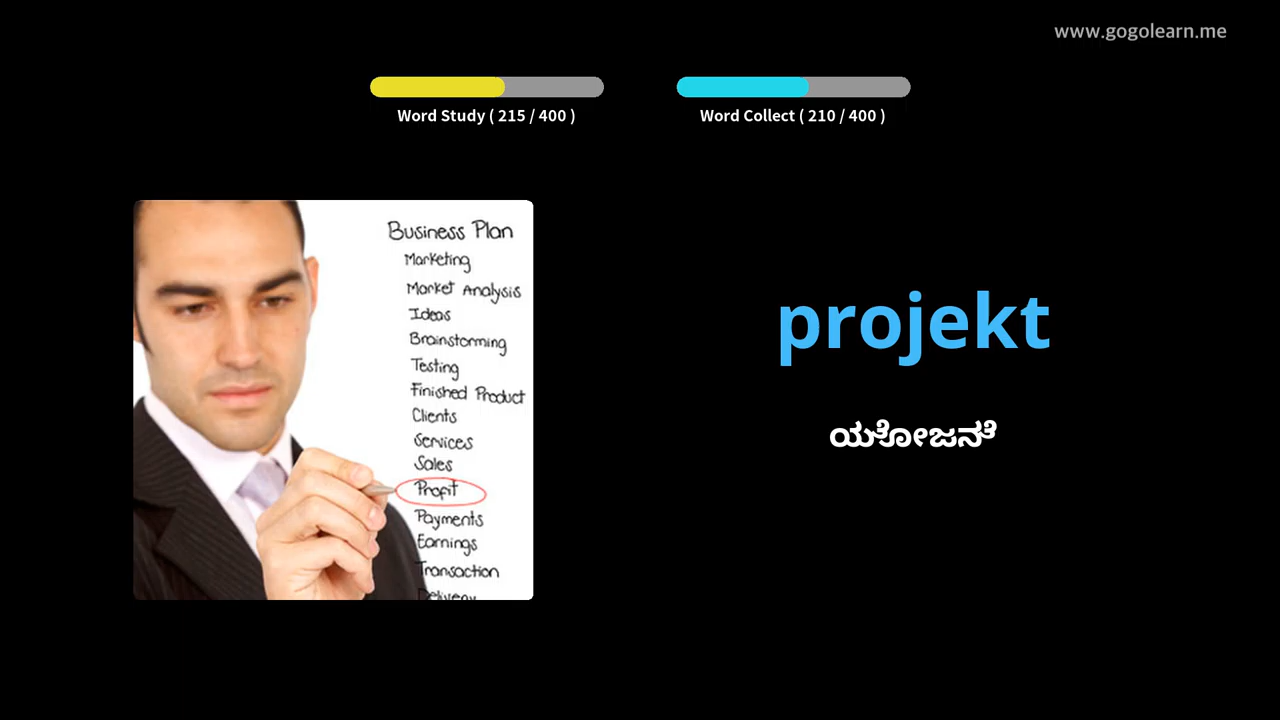 www.gogolearn.me
Word Study ( 215 / 400 )
Word Collect ( 210 / 400 )
Business Plan
Marketing
Market Analysis
Ideas
Brainstorming
Testing
Finished Product
Clients
Services
Sales
Profit
Payments
Earnings
Transaction
Delivery
projekt
ಯೋಜನೆ